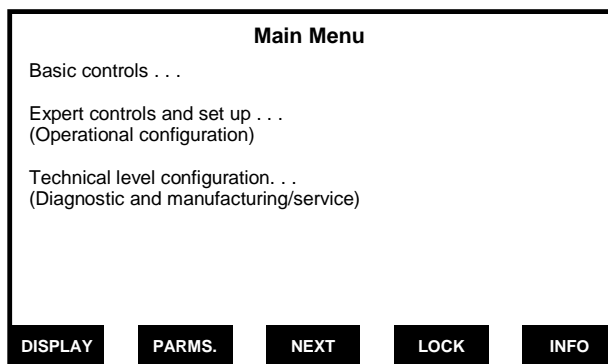 Main Menu
Basic controls . . .
Expert controls and set up . . .
(Operational configuration)
Technical level configuration. . .
(Diagnostic and manufacturing/service)
DISPLAY PARMS. NEXT LOCK INFO